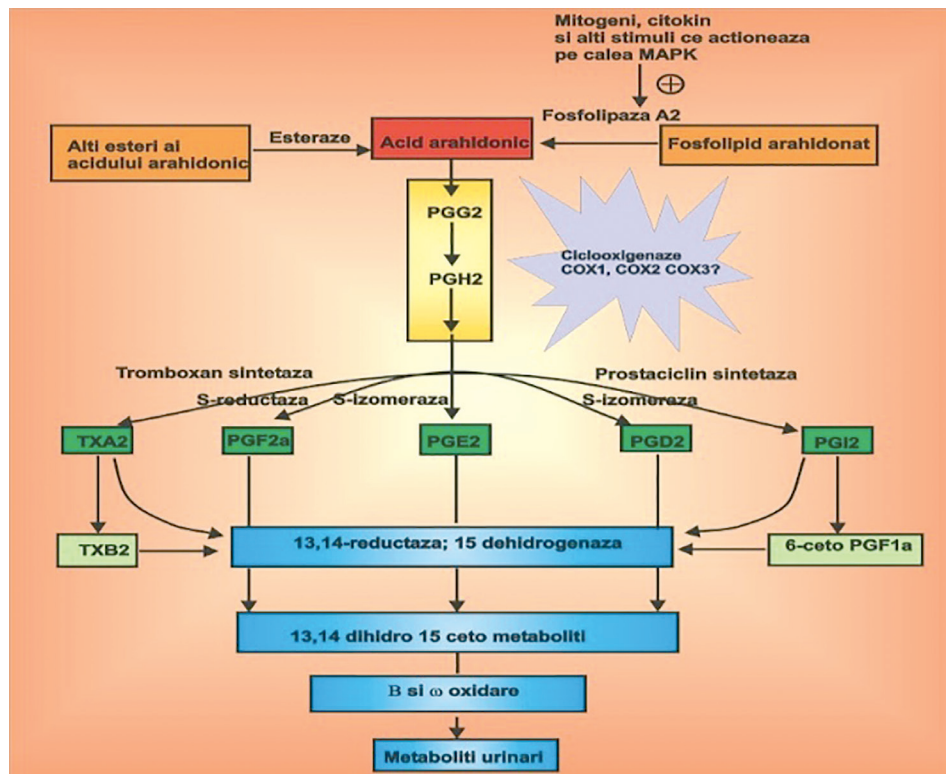 Mitogeni, citokin
si alti stimuli ce actioneaza
pe calea MAPK
Fosfolipaza A2
Alti esteri ai
acidului arahidonic
Esteraze
Acid arahidonic
Fosfolipid arahidonat
PGG2
PGH2
Ciclooxigenaze
COX1, COX2 COX3?
Tromboxan sintetaza
Prostaciclin sintetaza
S-reductaza
S-izomeraza
S-izomeraza
TXA2
PGF2a
PGE2
PGD2
PGI2
TXB2
13,14-reductaza; 15 dehidrogenaza
6-ceto PGF1a
13,14 dihidro 15 ceto metaboliti
B si ω oxidare
Metaboliti urinari